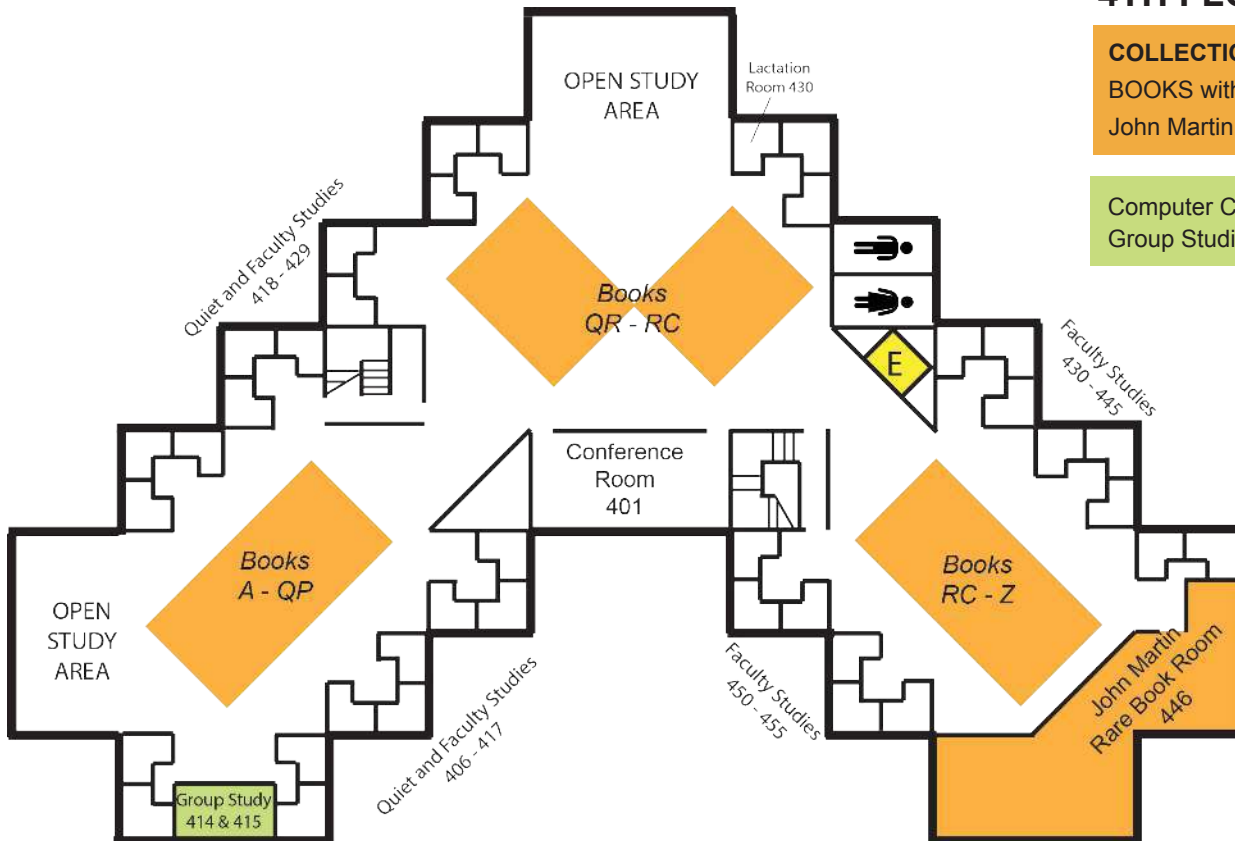 COLLECTIO
BOOKS with
John Martin
Computer C
Group Studi
OPEN STUDY
AREA
Lactation
Room 430
Quiet and Faculty Studies
418 - 429
Books
QR - RC
E
Faculty Studies
430 - 445
Conference
Room
401
Books
A - QP
Books
RC - Z
OPEN
STUDY
AREA
John Martin
Rare Book Room
446
Faculty Studies
450 - 455
Quiet and Faculty Studies
406 - 417
Group Study
414 & 415